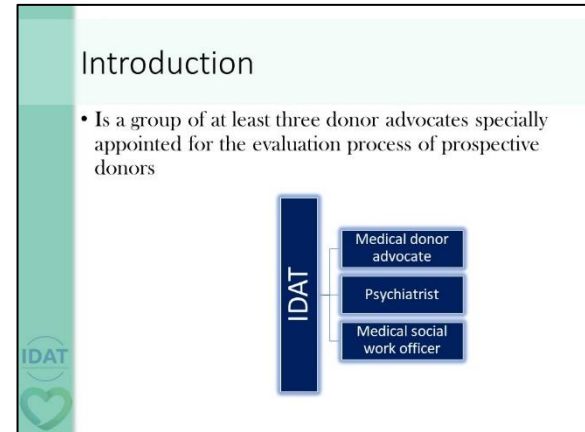 Introduction
• Is a group of at least three donor advocates specially
appointed for the evaluation process of prospective
donors
IDAT
Medical donor
advocate
Psychiatrist
Medical social
work officer
IDAT